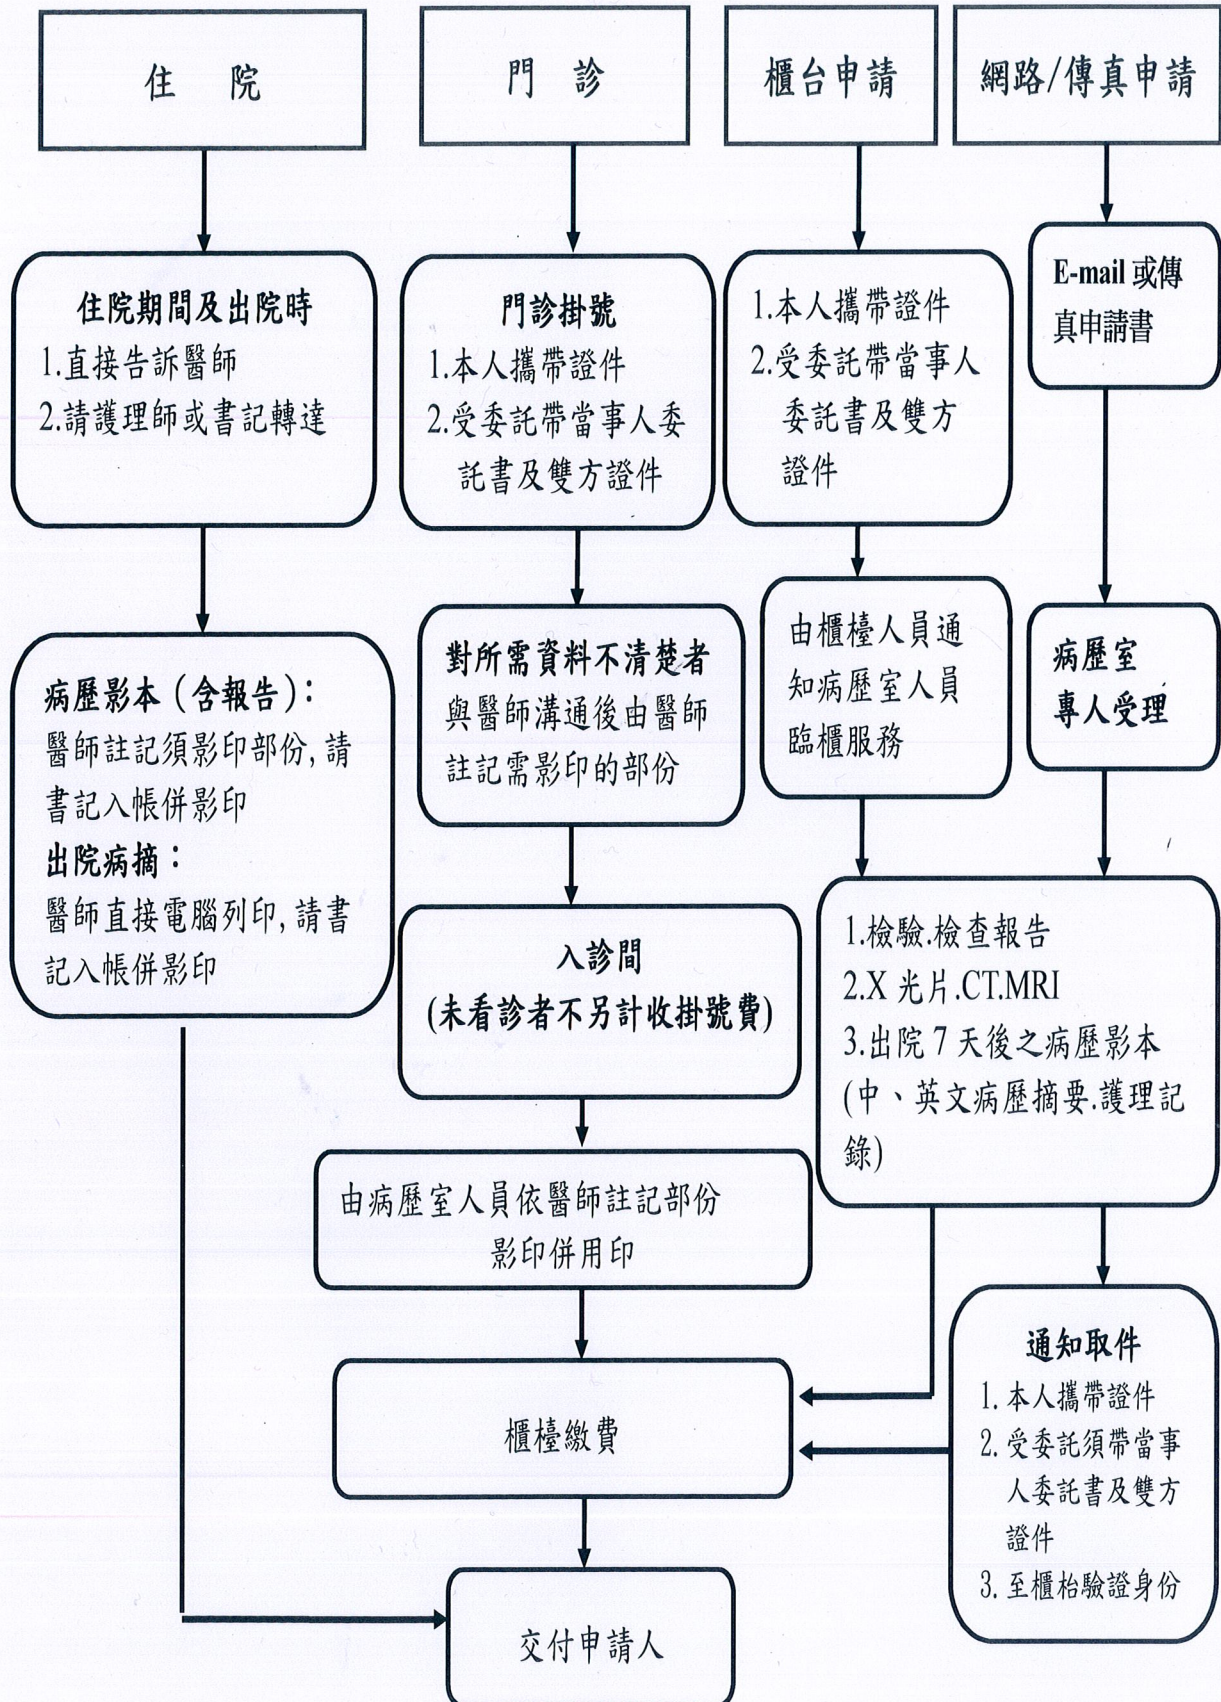 住 院
門 診
櫃台申請
網路/傳真申請
住院期間及出院時
1.直接告訴醫師
2.請護理師或書記轉達
門診掛號
1.本人攜帶證件
2.受委託帶當事人委
託書及雙方證件
1.本人攜帶證件
2.受委託帶當事人
委託書及雙方
證件
E-mail 或傳
真申請書
病歷影本（含報告）：
醫師註記須影印部份,請
書記入帳併影印
出院病摘：
醫師直接電腦列印,請書
記入帳併影印
對所需資料不清楚者
與醫師溝通後由醫師
註記需影印的部份
由櫃檯人員通
知病歷室人員
臨櫃服務
病歷室
專人受理
入診間
(未看診者不另計收掛號費)
1.檢驗.檢查報告
2.X 光片.CT.MRI
3.出院 7 天後之病歷影本
(中、英文病歷摘要.護理記
錄)
由病歷室人員依醫師註記部份
影印併用印
櫃檯繳費
通知取件
1. 本人攜帶證件
2. 受委託須帶當事
人委託書及雙方
證件
3. 至櫃枱驗證身份
交付申請人